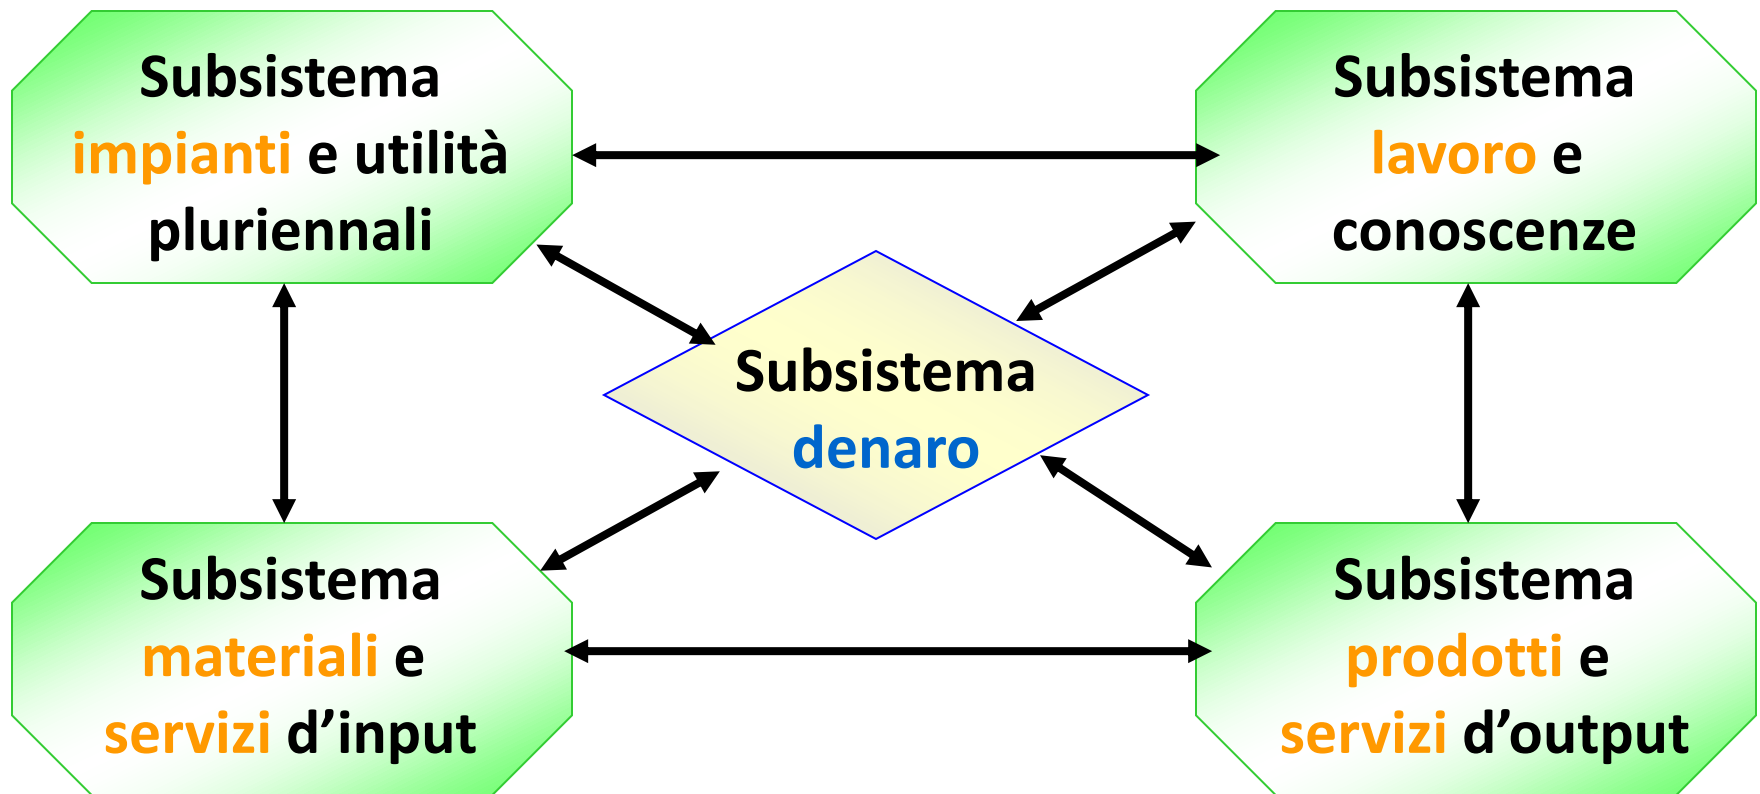 Subsistema
impianti e utilità
pluriennali
Subsistema
lavoro e
conoscenze
Subsistema
denaro
Subsistema
materiali e
servizi d’input
Subsistema
prodotti e
servizi d’output